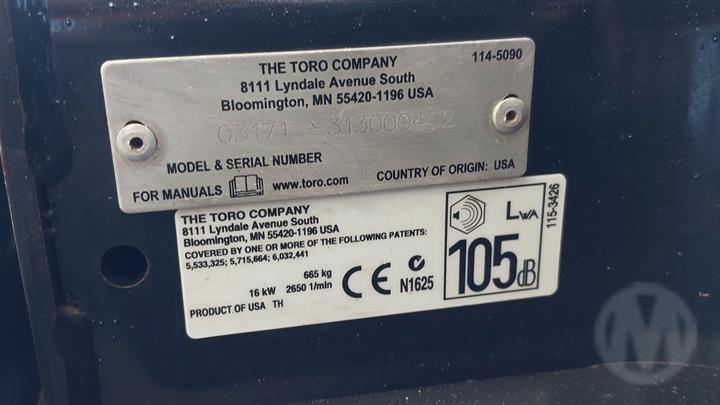 THE TORO COMPANY
114-5090
8111 Lyndale Avenue South
Bloomington, MN 55420-1196 USA
03171 - 313000452
MODEL & SERIAL NUMBER
COUNTRY OF ORIGIN: USA
FOR MANUALS www.toro.com
THE TORO COMPANY
8111 Lyndale Avenue South
Bloomington, MN 55420-1196 USA
COVERED BY ONE OR MORE OF THE FOLLOWING PATENTS:
5,533,325; 5,715,664; 6,032,441
665 kg
16 kW 2650 1/min
PRODUCT OF USA TH
CE
N1625
LWA
105dB
115-3426
M